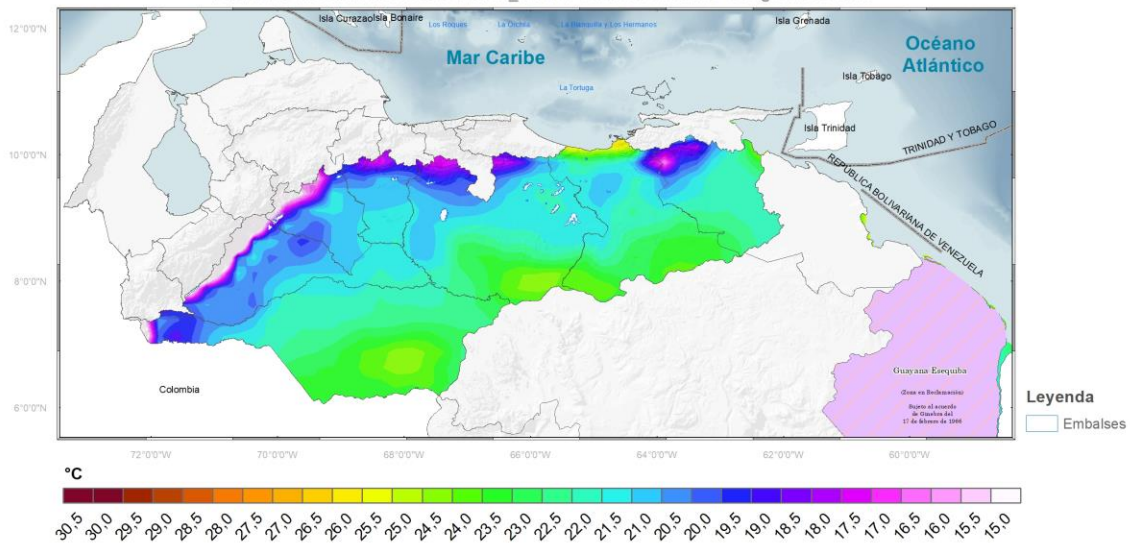 12°0'0"N
Isla Curazao
Isla Bonaire
Los Roques
La Orchila
La Blanquilla y Los Hermanos
Isla Grenada
Mar Caribe
Océano
Atlántico
La Tortuga
Isla Tobago
Isla Trinidad
TRINIDAD Y TOBAGO
10°0'0"N
REPÚBLICA BOLIVARIANA DE VENEZUELA
8°0'0"N
Guayana Esequiba
(Zona en Reclamación)
Sujeto al acuerdo
de Ginebra del
17 de febrero de 1966
Colombia
6°0'0"N
Leyenda
Embalses
72°0'0"W 70°0'0"W 68°0'0"W 66°0'0"W 64°0'0"W 62°0'0"W 60°0'0"W
°C
30,5 30,0 29,5 29,0 28,5 28,0 27,5 27,0 26,5 26,0 25,5 25,0 24,5 24,0 23,5 23,0 22,5 22,0 21,5 21,0 20,5 20,0 19,5 19,0 18,5 18,0 17,5 17,0 16,5 16,0 15,5 15,0